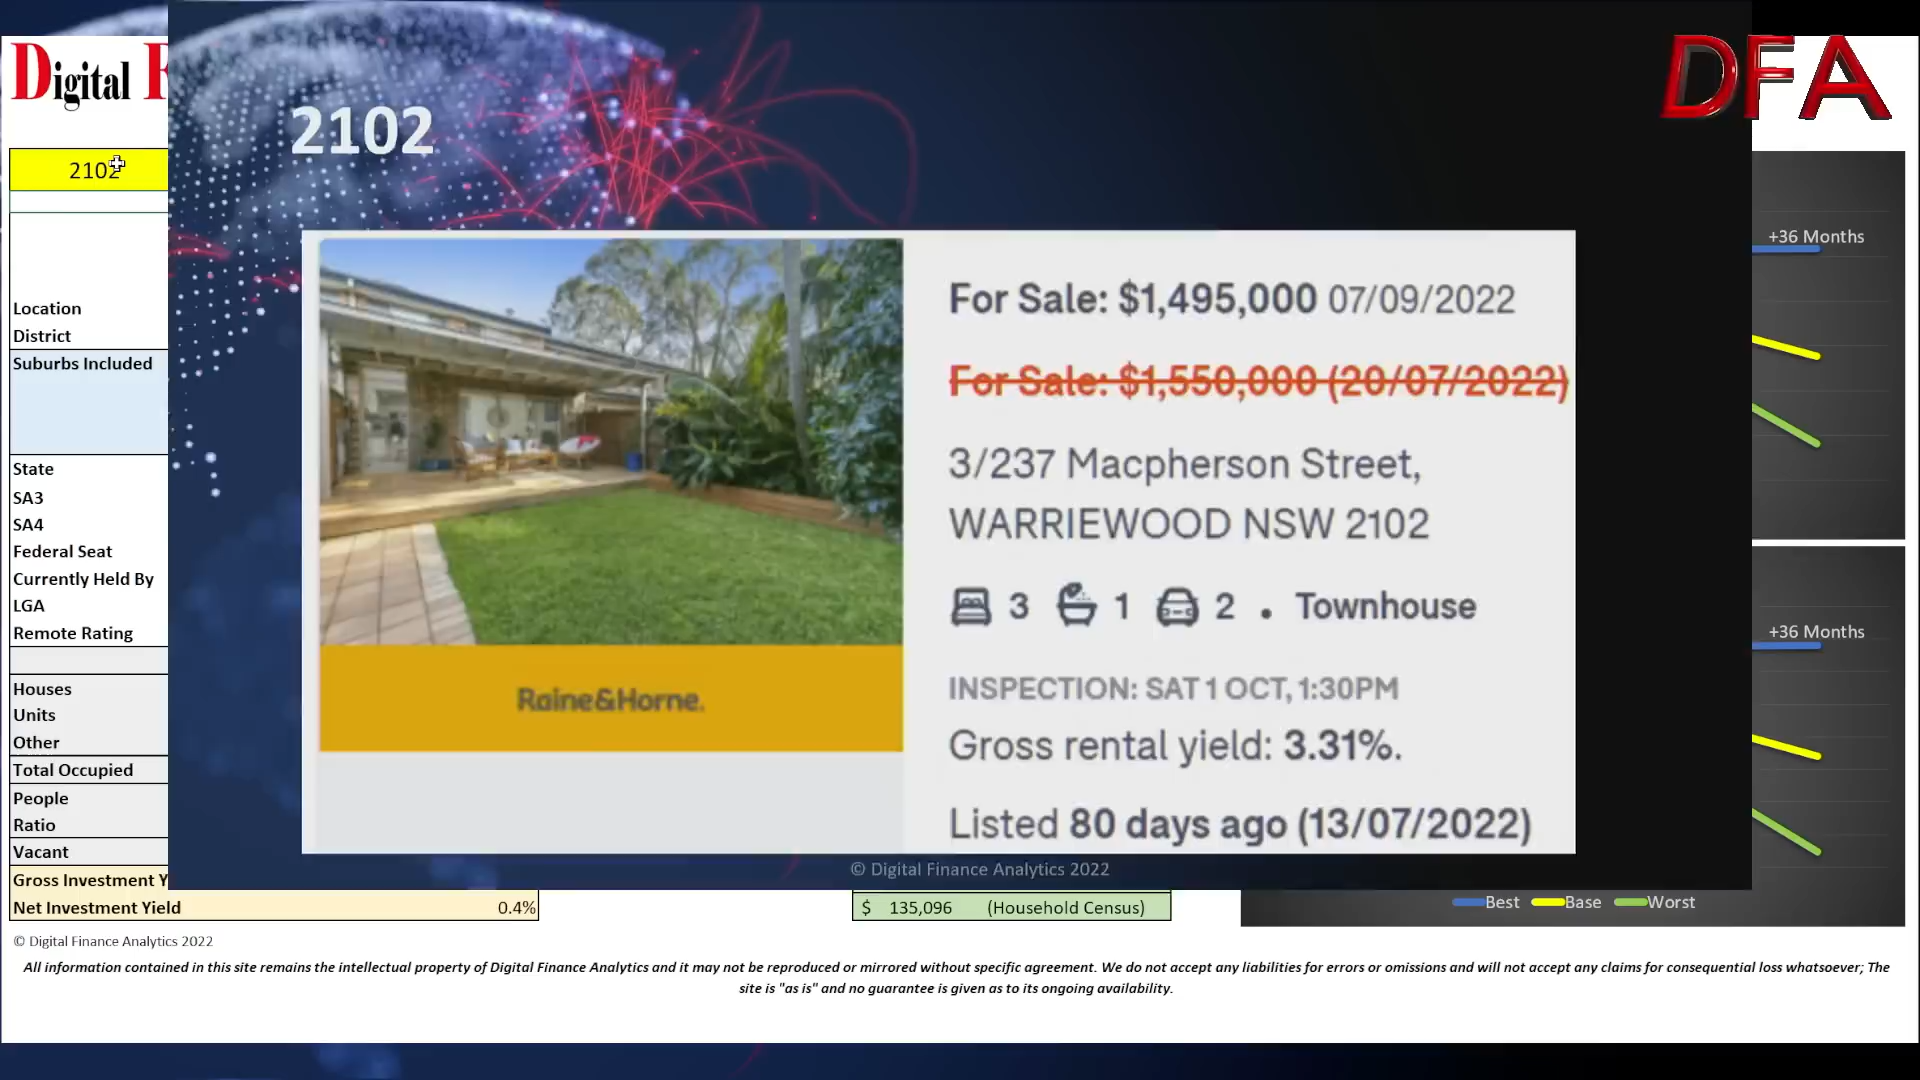 Digital F
DFA
2102
2102
+36 Months
For Sale: $1,495,000 07/09/2022
For Sale: $1,550,000 (20/07/2022)
3/237 Macpherson Street,
WARRIEWOOD NSW 2102
3 1 2 . Townhouse
INSPECTION: SAT 1 OCT, 1:30PM
Gross rental yield: 3.31%.
Listed 80 days ago (13/07/2022)
Raine&Horne.
© Digital Finance Analytics 2022
Location
District
Suburbs Included
State
SA3
SA4
Federal Seat
Currently Held By
LGA
Remote Rating
Houses
Units
Other
Total Occupied
People
Ratio
Vacant
Gross Investment Y
Net Investment Yield 0.4%
$ 135,096 (Household Census)
+36 Months
Best Base Worst
© Digital Finance Analytics 2022
All information contained in this site remains the intellectual property of Digital Finance Analytics and it may not be reproduced or mirrored without specific agreement. We do not accept any liabilities for errors or omissions and will not accept any claims for consequential loss whatsoever; The
site is "as is" and no guarantee is given as to its ongoing availability.